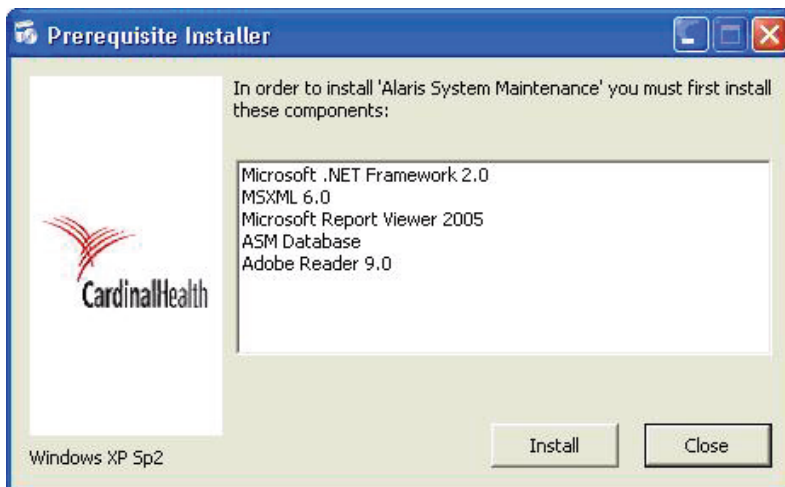 Prerequisite Installer
In order to install 'Alaris System Maintenance' you must first install
these components:
Microsoft .NET Framework 2.0
MSXML 6.0
Microsoft Report Viewer 2005
ASM Database
Adobe Reader 9.0
CardinalHealth
Windows XP Sp2
Install
Close